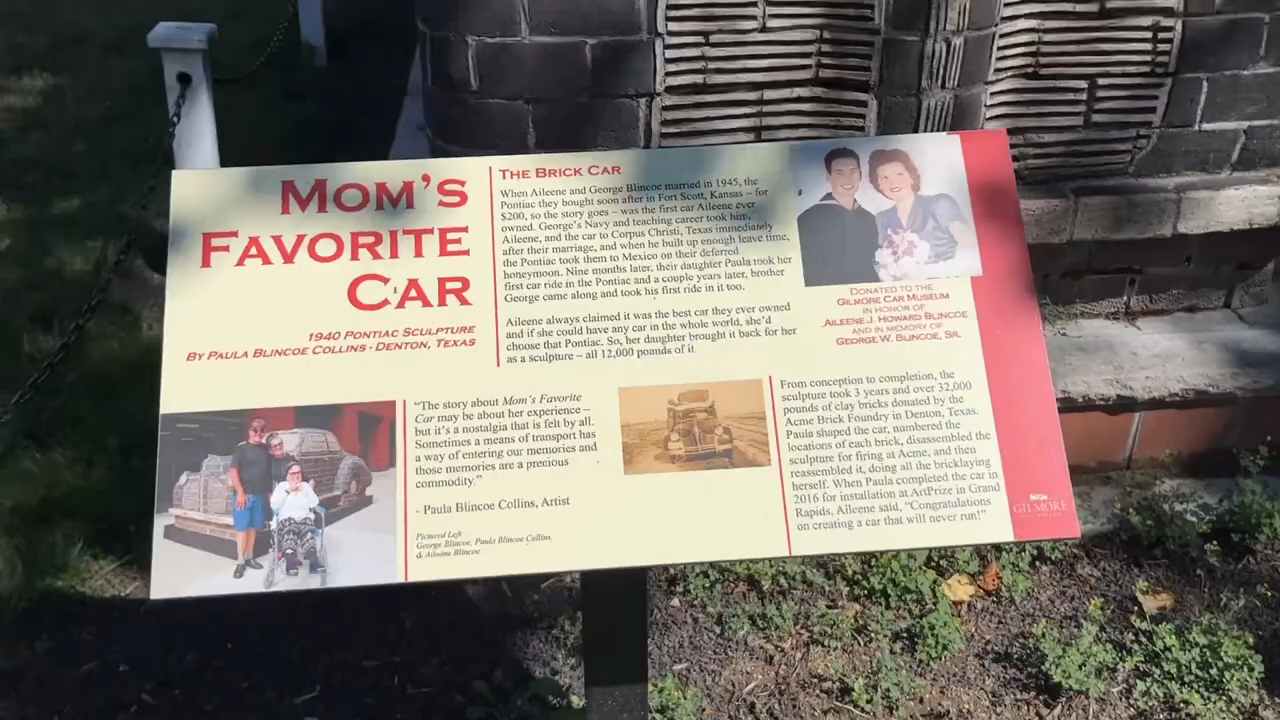 MOM'S
FAVORITE
CAR
1940 PONTIAC SCULPTURE
BY PAULA BLINCOE COLLINS - DENTON, TEXAS
THE BRICK CAR
When Aileene and George Blincoe married in 1945, the
Pontiac they bought soon after in Fort Scott, Kansas – for
$200, so the story goes – was the first car Aileene ever
owned. George's Navy and teaching career took him,
Aileene, and the car to Corpus Christi, Texas immediately
after their marriage, and when he built up enough leave time,
the Pontiac took them to Mexico on their deferred
honeymoon. Nine months later, their daughter Paula took her
first car ride in the Pontiac and a couple years later, brother
George came along and took his first ride in it too.
Aileene always claimed it was the best car they ever owned
and if she could have any car in the whole world, she'd
choose that Pontiac. So, her daughter brought it back for her
as a sculpture – all 12,000 pounds of it.
DONATED TO THE
GILMORE CAR MUSEUM
IN HONOR OF
AILEENE J. HOWARD BLINCOE
AND IN MEMORY OF
GEORGE W. BLINCOE, SR.
"The story about Mom's Favorite
Car may be about her experience –
but it's a nostalgia that is felt by all.
Sometimes a means of transport has
a way of entering our memories and
those memories are a precious
commodity."
- Paula Blincoe Collins, Artist
Pictured Left:
George Blincoe, Paula Blincoe Collins,
& Aileene Blincoe
From conception to completion, the
sculpture took 3 years and over 32,000
pounds of clay bricks donated by the
Acme Brick Foundry in Denton, Texas.
Paula shaped the car, numbered the
locations of each brick, disassembled the
sculpture for firing at Acme, and then
reassembled it, doing all the bricklaying
herself. When Paula completed the car in
2016 for installation at ArtPrize in Grand
Rapids, Aileene said, "Congratulations
on creating a car that will never run!"
GILMORE